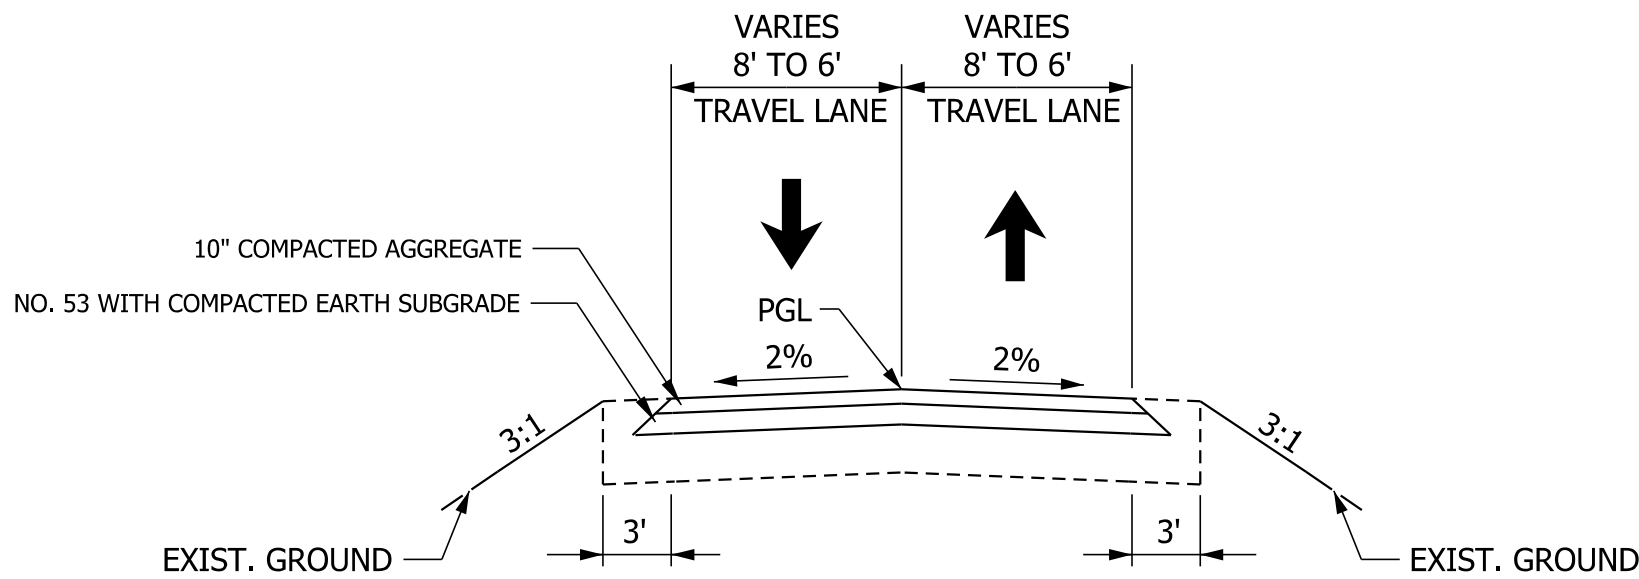 VARIES
8' TO 6'
TRAVEL LANE
VARIES
8' TO 6'
TRAVEL LANE
10" COMPACTED AGGREGATE
NO. 53 WITH COMPACTED EARTH SUBGRADE
PGL
2%
2%
3:1
3:1
3'
3'
EXIST. GROUND
EXIST. GROUND